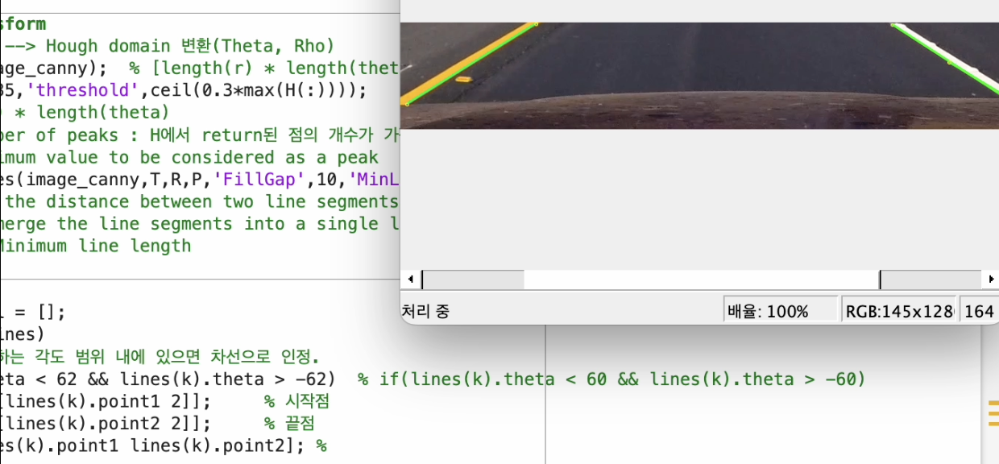 sform
--> Hough domain 변환(Theta, Rho)
age_canny);  % [length(r) * length(thet
35,'threshold',ceil(0.3*max(H(:))));
* length(theta)
ber of peaks : H에서 return된 점의 개수가
imum value to be considered as a peak
es(image_canny,T,R,P,'FillGap',10,'MinL
the distance between two line segments
merge the line segments into a single l
Minimum line length
= [];
ines)
하는 각도 범위 내에 있으면 차선으로 인정.
eta < 62 && lines(k).theta > -62)  % if(lines(k).theta < 60 && lines(k).theta > -60)
[lines(k).point1 2]];     % 시작점
[lines(k).point2 2]];     % 끝점
es(k).point1 lines(k).point2]; %
처리 중
배율: 100%
RGB:145x128
164